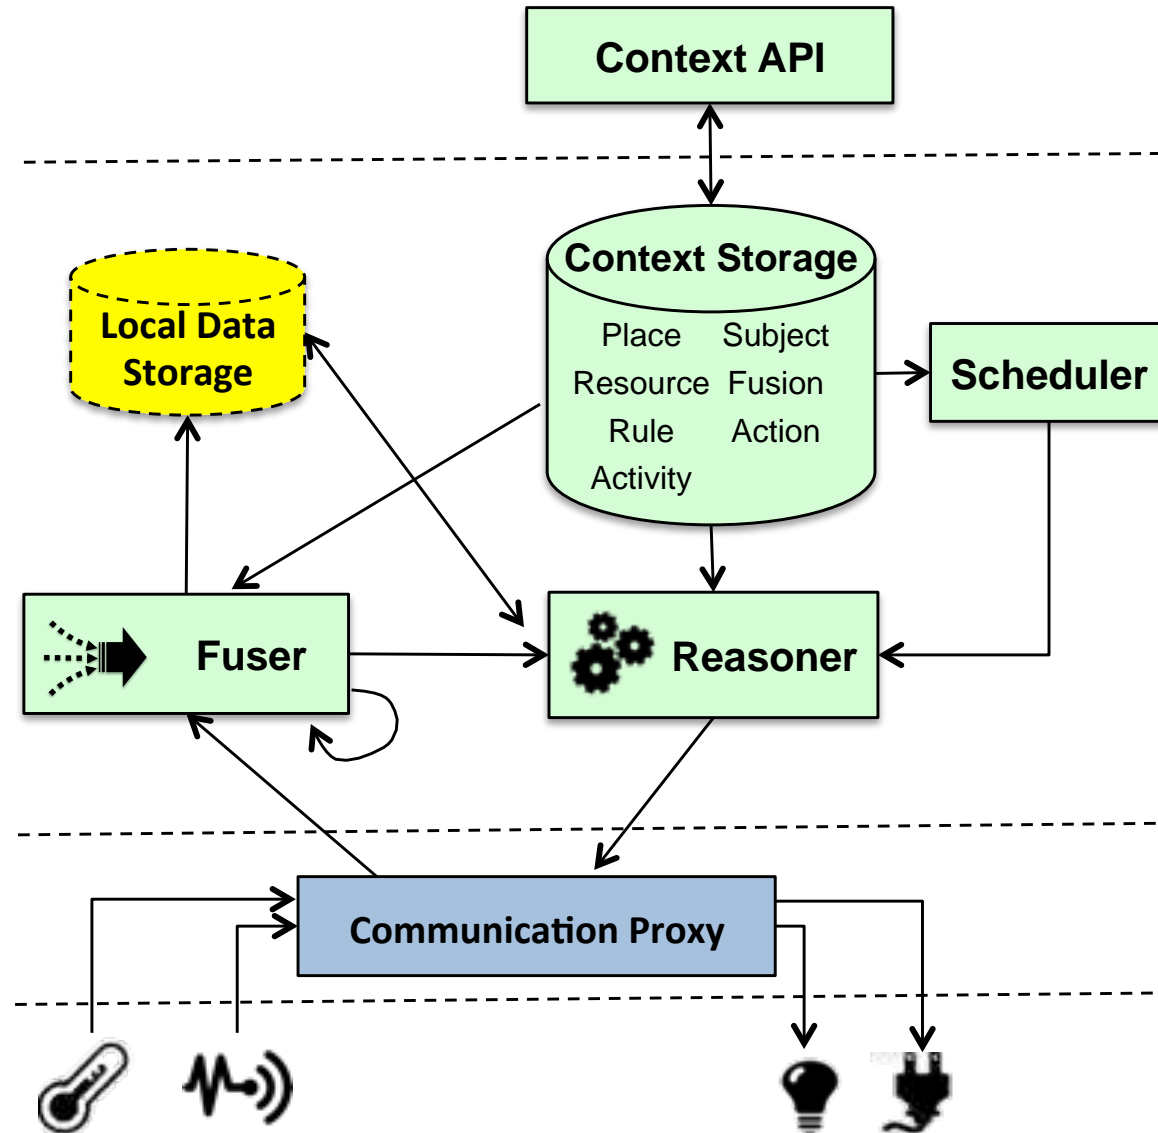 Context API
Context Storage
Place Subject
Resource Fusion
Rule Action
Activity
Local Data
Storage
Scheduler
Fuser
Reasoner
Communication Proxy